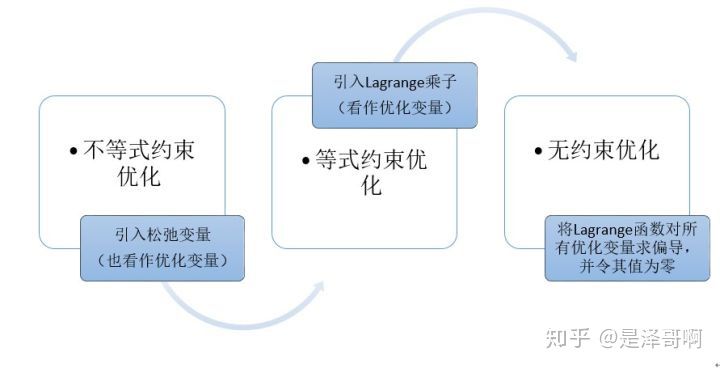 • 不等式约束
优化
引入松弛变量
（也看作优化变量）
引入Lagrange乘子
（看作优化变量）
• 等式约束优
化
• 无约束优化
将Lagrange函数对所
有优化变量求偏导，
并令其值为零
知乎 @是泽哥啊